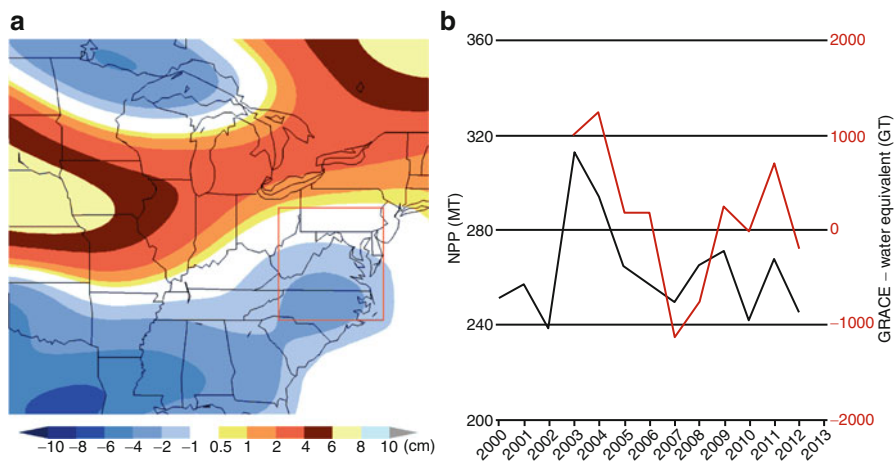 a
−10 −8 −6 −4 −2 −1 0.5 1 2 4 6 8 10 (cm)
b
NPP (MT)
360
320
280
240
200
2000
1000
0
−1000
−2000
GRACE – water equivalent (GT)
2000 2001 2002 2003 2004 2005 2006 2007 2008 2009 2010 2011 2012 2013